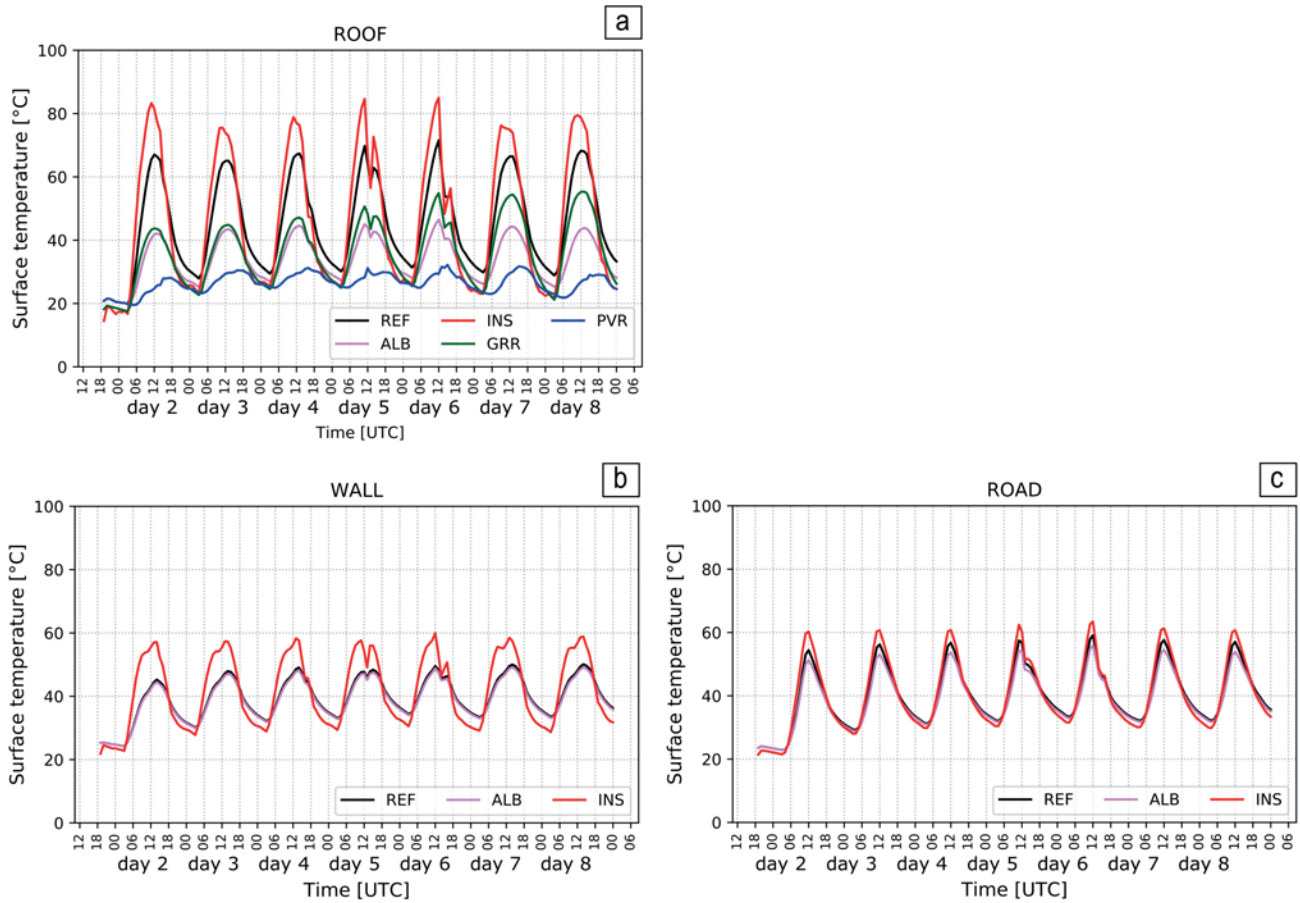 a
ROOF
Surface temperature [°C]
100
80
60
40
20
0
REF INS PVR
ALB GRR
12 18 00 06 12 18 00 06 12 18 00 06 12 18 00 06 12 18 00 06 12 18 00 06 12 18 00 06 12 18 00 06
day 2 day 3 day 4 day 5 day 6 day 7 day 8
Time [UTC]
b
WALL
Surface temperature [°C]
100
80
60
40
20
0
REF ALB INS
12 18 00 06 12 18 00 06 12 18 00 06 12 18 00 06 12 18 00 06 12 18 00 06 12 18 00 06 12 18 00 06
day 2 day 3 day 4 day 5 day 6 day 7 day 8
Time [UTC]
c
ROAD
Surface temperature [°C]
100
80
60
40
20
0
REF ALB INS
12 18 00 06 12 18 00 06 12 18 00 06 12 18 00 06 12 18 00 06 12 18 00 06 12 18 00 06 12 18 00 06
day 2 day 3 day 4 day 5 day 6 day 7 day 8
Time [UTC]